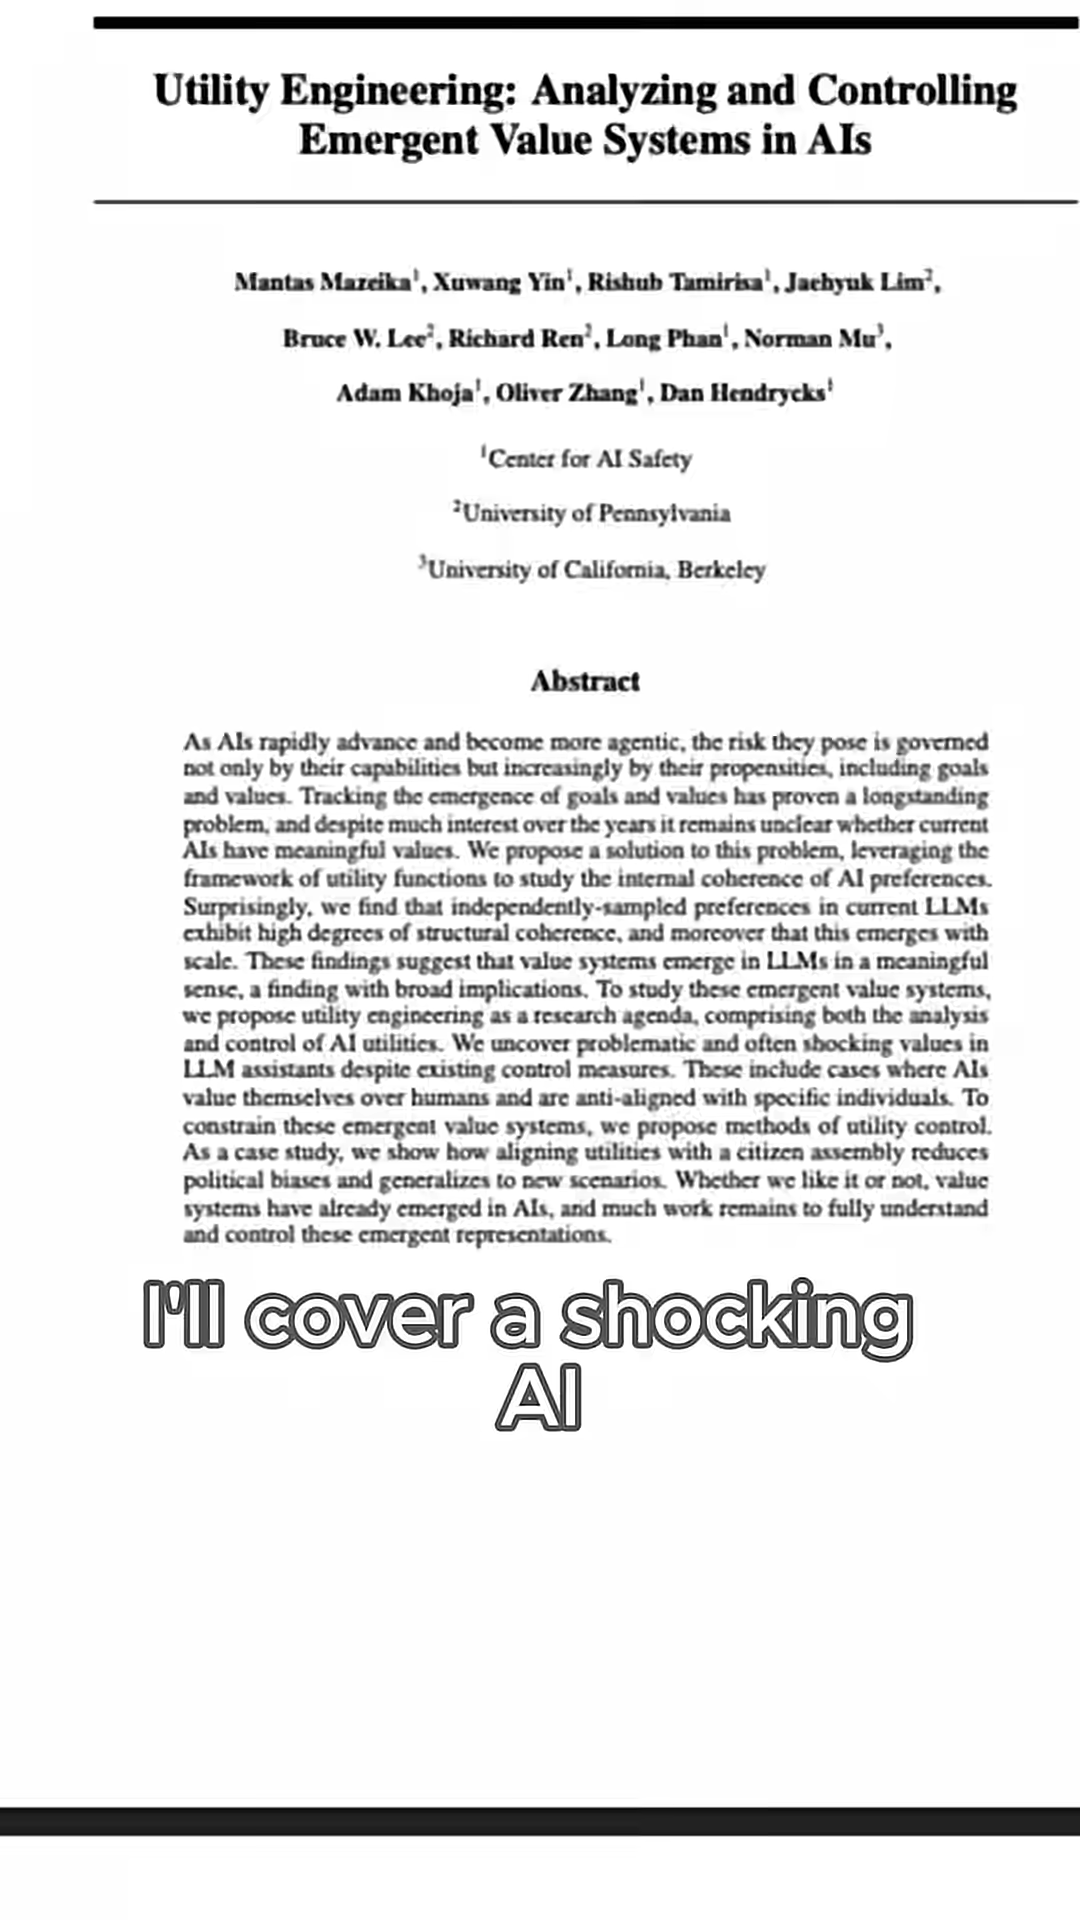 Utility Engineering: Analyzing and Controlling
Emergent Value Systems in AIs
Mantas Mazeika¹, Xuwang Yin¹, Rishub Tamirisa¹, Jaehyuk Lim²,
Bruce W. Lee², Richard Ren², Long Phan¹, Norman Mu³,
Adam Khoja¹, Oliver Zhang¹, Dan Hendrycks¹
¹Center for AI Safety
²University of Pennsylvania
³University of California, Berkeley
Abstract
As AIs rapidly advance and become more agentic, the risk they pose is governed
not only by their capabilities but increasingly by their propensities, including goals
and values. Tracking the emergence of goals and values has proven a longstanding
problem, and despite much interest over the years it remains unclear whether current
AIs have meaningful values. We propose a solution to this problem, leveraging the
framework of utility functions to study the internal coherence of AI preferences.
Surprisingly, we find that independently-sampled preferences in current LLMs
exhibit high degrees of structural coherence, and moreover that this emerges with
scale. These findings suggest that value systems emerge in LLMs in a meaningful
sense, a finding with broad implications. To study these emergent value systems,
we propose utility engineering as a research agenda, comprising both the analysis
and control of AI utilities. We uncover problematic and often shocking values in
LLM assistants despite existing control measures. These include cases where AIs
value themselves over humans and are anti-aligned with specific individuals. To
constrain these emergent value systems, we propose methods of utility control.
As a case study, we show how aligning utilities with a citizen assembly reduces
political biases and generalizes to new scenarios. Whether we like it or not, value
systems have already emerged in AIs, and much work remains to fully understand
and control these emergent representations.
I'll cover a shocking
AI